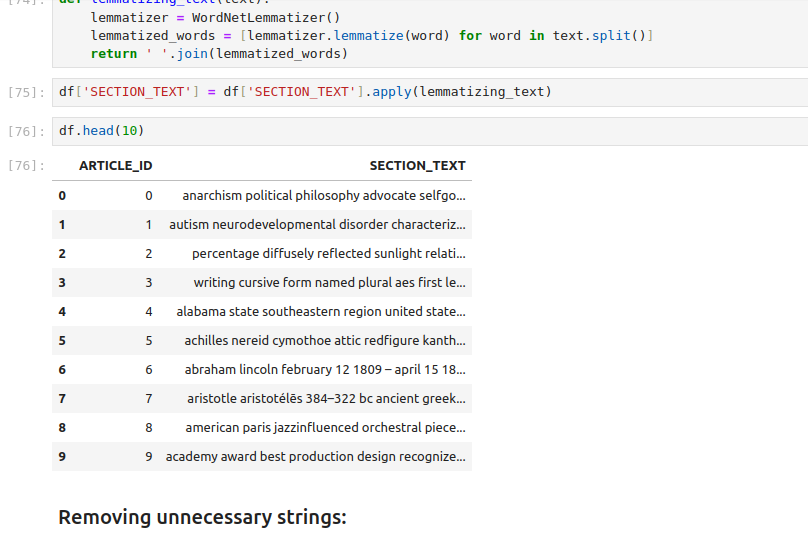 [74]: def lemmatizing_text(text):
lemmatizer = WordNetLemmatizer()
lemmatized_words = [lemmatizer.lemmatize(word) for word in text.split()]
return ' '.join(lemmatized_words)
[75]: df['SECTION_TEXT'] = df['SECTION_TEXT'].apply(lemmatizing_text)
[76]: df.head(10)
[76]: ARTICLE_ID SECTION_TEXT
0 0 anarchism political philosophy advocate selfgo...
1 1 autism neurodevelopmental disorder characteriz...
2 2 percentage diffusely reflected sunlight relati...
3 3 writing cursive form named plural aes first le...
4 4 alabama state southeastern region united state...
5 5 achilles nereid cymothoe attic redfigure kanth...
6 6 abraham lincoln february 12 1809 – april 15 18...
7 7 aristotle aristotélēs 384–322 bc ancient greek...
8 8 american paris jazzinfluenced orchestral piece...
9 9 academy award best production design recognize...
Removing unnecessary strings: